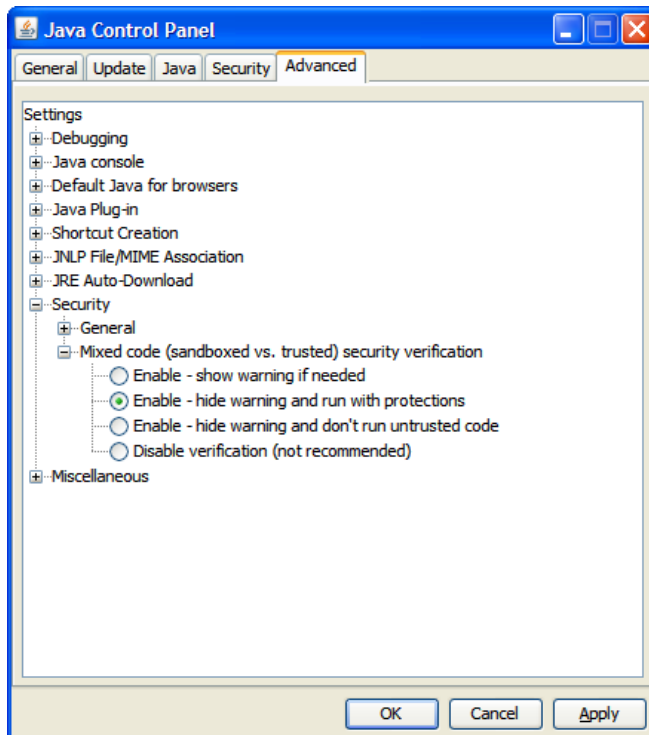 Java Control Panel
General Update Java Security Advanced
Settings
Debugging
Java console
Default Java for browsers
Java Plug-in
Shortcut Creation
JNLP File/MIME Association
JRE Auto-Download
Security
General
Mixed code (sandboxed vs. trusted) security verification
Enable - show warning if needed
Enable - hide warning and run with protections
Enable - hide warning and don't run untrusted code
Disable verification (not recommended)
Miscellaneous
OK Cancel Apply